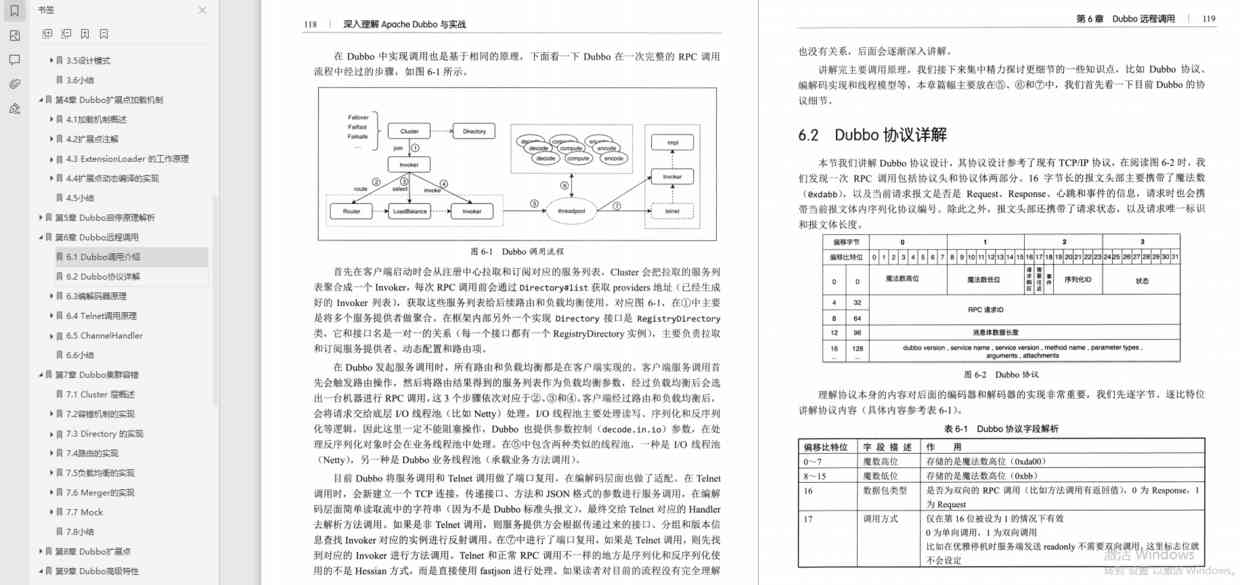 书签
3.5设计模式
3.6小结
第4章 Dubbo扩展点加载机制
4.1加载机制概述
4.2扩展点注解
4.3 ExtensionLoader 的工作原理
4.4扩展点动态编译的实现
4.5小结
第5章 Dubbo启停原理解析
第6章 Dubbo远程调用
6.1 Dubbo调用介绍
6.2 Dubbo协议详解
6.3编解码器原理
6.4 Telnet调用原理
6.5 ChannelHandler
6.6小结
第7章 Dubbo集群容错
7.1 Cluster 层概述
7.2容错机制的实现
7.3 Directory 的实现
7.4路由的实现
7.5负载均衡的实现
7.6 Merger的实现
7.7 Mock
7.8小结
第8章 Dubbo扩展点
第9章 Dubbo高级特性
118 | 深入理解 Apache Dubbo 与实战
在 Dubbo 中实现调用也是基于相同的原理，下面看一下 Dubbo 在一次完整的 RPC 调用
流程中经过的步骤，如图 6-1 所示。
Failover
Failfast
Failsafe
...
Cluster
Directory
join ①
Invoker
② ③ ④
route select invoke
Router
LoadBalance
Invoker
⑤
decode compute encode
decode compute encode
⑥
threadpool
⑦
Impl
Invoker
telnet
图 6-1 Dubbo 调用流程
首先在客户端启动时会从注册中心拉取和订阅对应的服务列表，Cluster 会把拉取的服务列
表聚合成一个 Invoker，每次 RPC 调用前会通过 Directory#list 获取 providers 地址（已经生成
好的 Invoker 列表），获取这些服务列表给后续路由和负载均衡使用。对应图 6-1，在①中主要
是将多个服务提供者做聚合。在框架内部另外一个实现 Directory 接口是 RegistryDirectory
类，它和接口名是一对一的关系（每一个接口都有一个 RegistryDirectory 实例），主要负责拉取
和订阅服务提供者、动态配置和路由项。
在 Dubbo 发起服务调用时，所有路由和负载均衡都是在客户端实现的。客户端服务调用首
先会触发路由操作，然后将路由结果得到的服务列表作为负载均衡参数，经过负载均衡后会选
出一台机器进行 RPC 调用，这 3 个步骤依次对应于②、③和④。客户端经过路由和负载均衡后，
会将请求交给底层 I/O 线程池（比如 Netty）处理，I/O 线程池主要处理读写、序列化和反序列
化等逻辑，因此这里一定不能阻塞操作，Dubbo 也提供参数控制（decode.in.io）参数，在处
理反序列化对象时会在业务线程池中处理。在⑤中包含两种类似的线程池，一种是 I/O 线程池
（Netty），另一种是 Dubbo 业务线程池（承载业务方法调用）。
目前 Dubbo 将服务调用和 Telnet 调用做了端口复用，在编解码层面也做了适配。在 Telnet
调用时，会新建立一个 TCP 连接，传递接口、方法和 JSON 格式的参数进行服务调用，在编解
码层面简单读取流中的字符串（因为不是 Dubbo 标准头报文），最终交给 Telnet 对应的 Handler
去解析方法调用。如果是非 Telnet 调用，则服务提供方会根据传递过来的接口、分组和版本信
息查找 Invoker 对应的实例进行反射调用。在⑦中进行了端口复用，如果是 Telnet 调用，则先找
到对应的 Invoker 进行方法调用。Telnet 和正常 RPC 调用不一样的地方是序列化和反序列化使
用的不是 Hessian 方式，而是直接使用 fastjson 进行处理。如果读者对目前的流程没有完全理解
第 6 章 Dubbo 远程调用 | 119
也没有关系，后面会逐渐深入讲解。
讲解完主要调用原理，我们接下来集中精力探讨更细节的一些知识点，比如 Dubbo 协议、
编解码实现和线程模型等，本章篇幅主要放在⑤、⑥和⑦中，我们首先看一下目前 Dubbo 的协
议细节。
6.2 Dubbo 协议详解
本节我们讲解 Dubbo 协议设计，其协议设计参考了现有 TCP/IP 协议，在阅读图 6-2 时，我
们发现一次 RPC 调用包括协议头和协议体两部分。16 字节长的报文头部主要携带了魔法数
（0xdabb），以及当前请求报文是否是 Request、Response、心跳和事件的信息，请求时也会携
带当前报文体内序列化协议编号。除此之外，报文头部还携带了请求状态，以及请求唯一标识
和报文体长度。
偏移字节 0 1 2 3
偏移比特位 0 1 2 3 4 5 6 7 8 9 10 11 12 13 14 15 16 17 18 19 20 21 22 23 24 25 26 27 28 29 30 31
0 0 魔法数高位 魔法数低位 事件 序列化ID 状态
4 32
RPC 请求ID
8 64
12 96 消息体数据长度
16 128 dubbo version , service name , service version , method name , parameter types ,
... ... arguments , attachments
图 6-2 Dubbo 协议
理解协议本身的内容对后面的编码器和解码器的实现非常重要，我们先逐字节、逐比特位
讲解协议内容（具体内容参考表 6-1）。
表 6-1 Dubbo 协议字段解析
偏移比特位 字 段 描 述 作 用
0～7 魔数高位 存储的是魔法数高位（0xda00）
8～15 魔数低位 存储的是魔法数高位（0xbb）
16 数据包类型 是否为双向的 RPC 调用（比如方法调用有返回值），0 为 Response，1
为 Request
17 调用方式 仅在第 16 位被设为 1 的情况下有效
0 为单向调用，1 为双向调用
比如在优雅停机时服务端发送 readonly 不需要双向调用，这里标志位就
不会设定
激活 Windows
转到"设置"以激活 Windows。